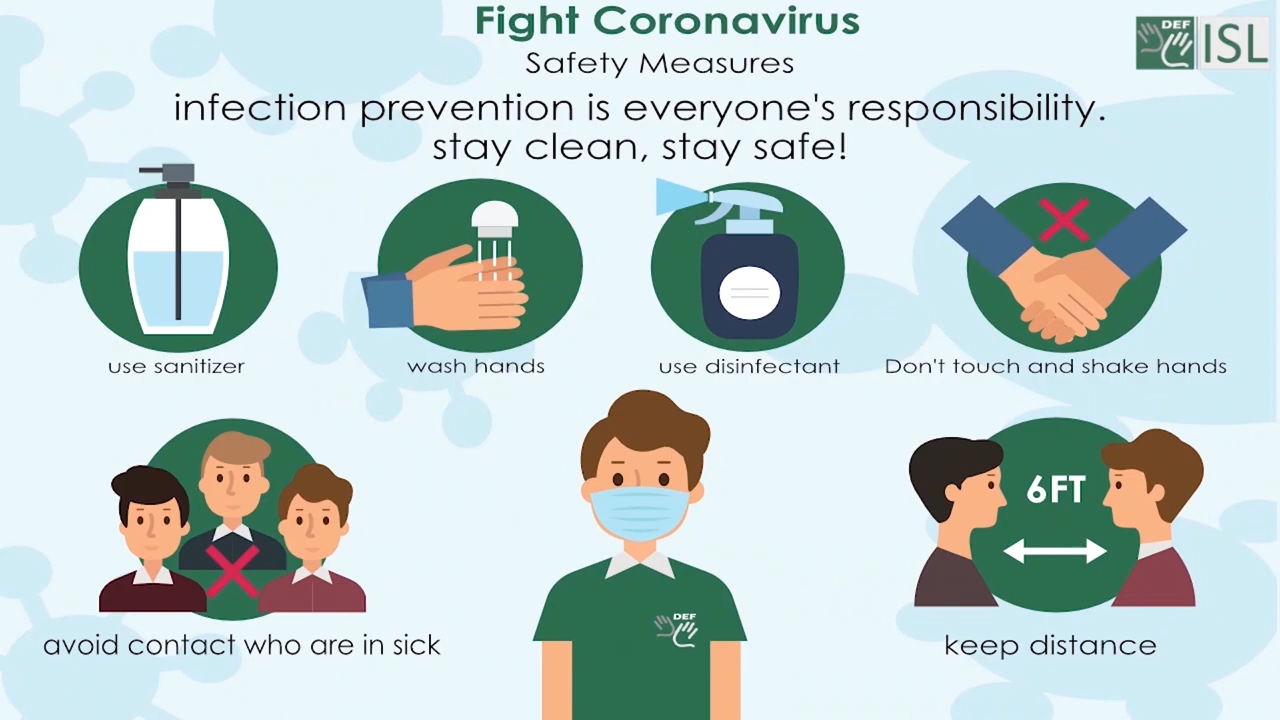 Fight Coronavirus
Safety Measures
infection prevention is everyone's responsibility.
stay clean, stay safe!
DEF
ISL
use sanitizer
wash hands
use disinfectant
Don't touch and shake hands
6FT
DEF
avoid contact who are in sick
keep distance